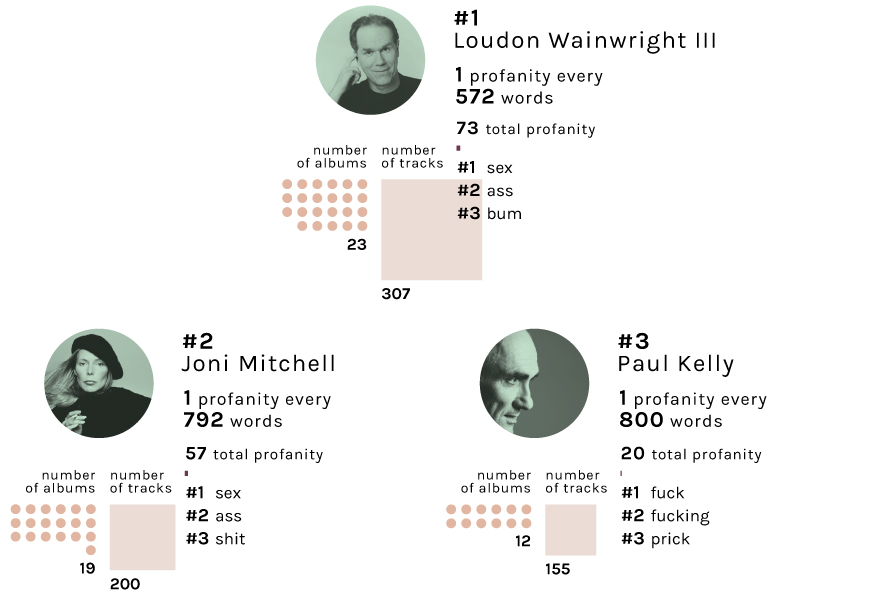 #1
Loudon Wainwright III
1 profanity every
572 words
73 total profanity
number
of albums
number
of tracks
#1 sex
#2 ass
#3 bum
23
307
#2
Joni Mitchell
1 profanity every
792 words
57 total profanity
number
of albums
number
of tracks
#1 sex
#2 ass
#3 shit
19
200
#3
Paul Kelly
1 profanity every
800 words
20 total profanity
number
of albums
number
of tracks
#1 fuck
#2 fucking
#3 prick
12
155